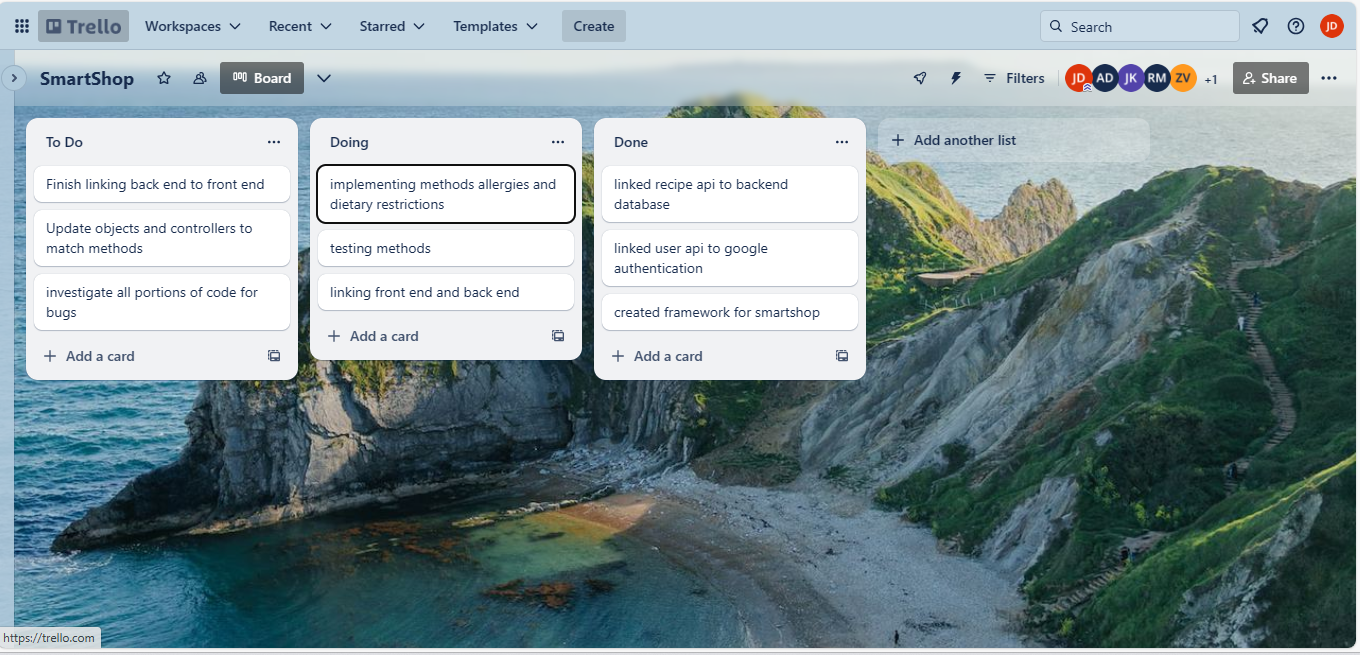 Trello Workspaces Recent Starred Templates Create Search JD
SmartShop Board Filters JD AD JK RM ZV +1 Share
To Do
Finish linking back end to front end
Update objects and controllers to
match methods
investigate all portions of code for
bugs
Add a card
Doing
implementing methods allergies and
dietary restrictions
testing methods
linking front end and back end
Add a card
Done
linked recipe api to backend
database
linked user api to google
authentication
created framework for smartshop
Add a card
Add another list
https://trello.com